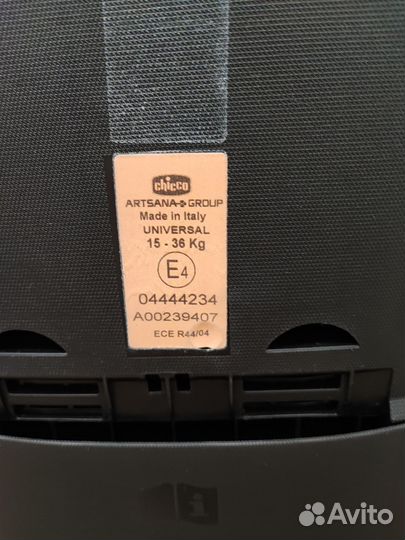 chicco
ARTSANA GROUP
Made in Italy
UNIVERSAL
15 - 36 Kg
E4
04444234
A00239407
ECE R44/04
i
Avito